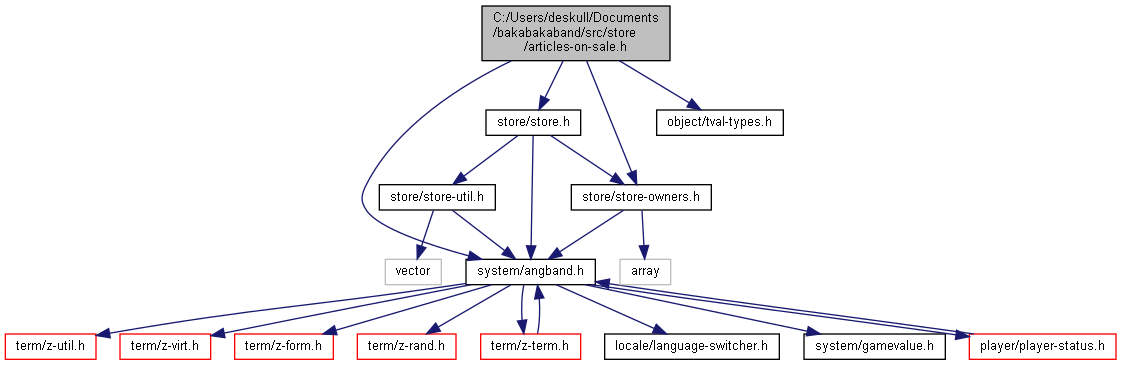 C:/Users/deskull/Documents
/bakabakaband/src/store
/articles-on-sale.h
store/store.h
object/tval-types.h
store/store-util.h
store/store-owners.h
vector
system/angband.h
array
term/z-util.h
term/z-virt.h
term/z-form.h
term/z-rand.h
term/z-term.h
locale/language-switcher.h
system/gamevalue.h
player/player-status.h